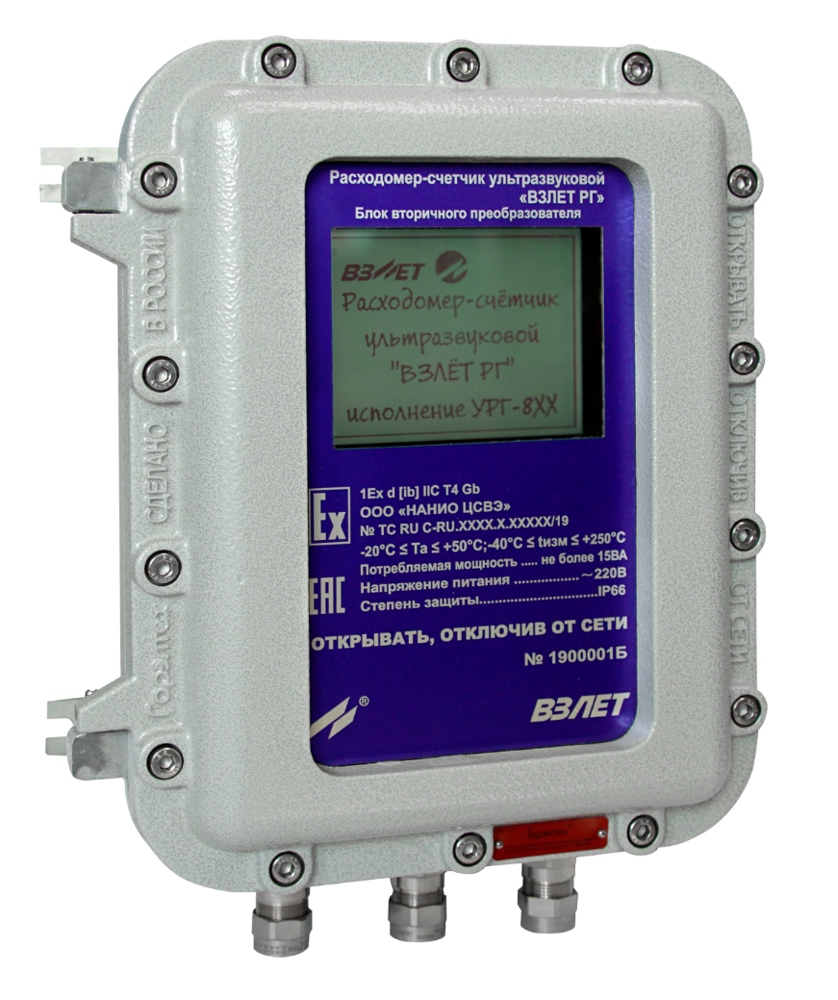 Расходомер-счетчик ультразвуковой
«ВЗЛЕТ РГ»
Блок вторичного преобразователя
ВЗЛЕТ
Расходомер-счётчик
ультразвуковой
"ВЗЛЁТ РГ"
исполнение УРГ-8ХХ
Ex
1Ex d [ib] IIC T4 Gb
ООО «НАНИО ЦСВЭ»
№ ТС RU C-RU.XXXX.X.XXXXX/19
-20°C ≤ Ta ≤ +50°C;-40°C ≤ tизм ≤ +250°C
Потребляемая мощность ..... не более 15ВА
Напряжение питания .................~220В
Степень защиты..............................IP66
EAC
ОТКРЫВАТЬ, ОТКЛЮЧИВ ОТ СЕТИ
№ 1900001Б
®
ВЗЛЕТ
Горэлтех
СДЕЛАНО
В РОССИИ
ОТКРЫВАТЬ
ОТКЛЮЧИВ
ОТ СЕТИ
Горэлтех